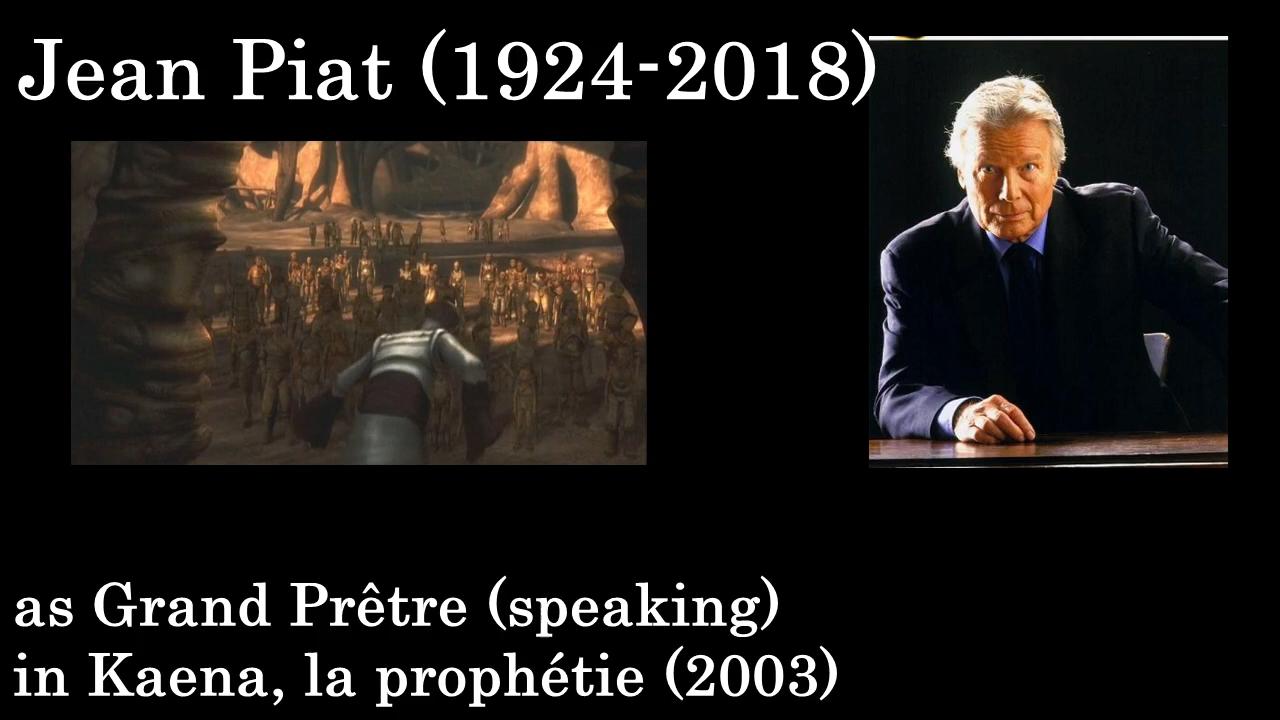 Jean Piat (1924-2018)
as Grand Prêtre (speaking)
in Kaena, la prophétie (2003)